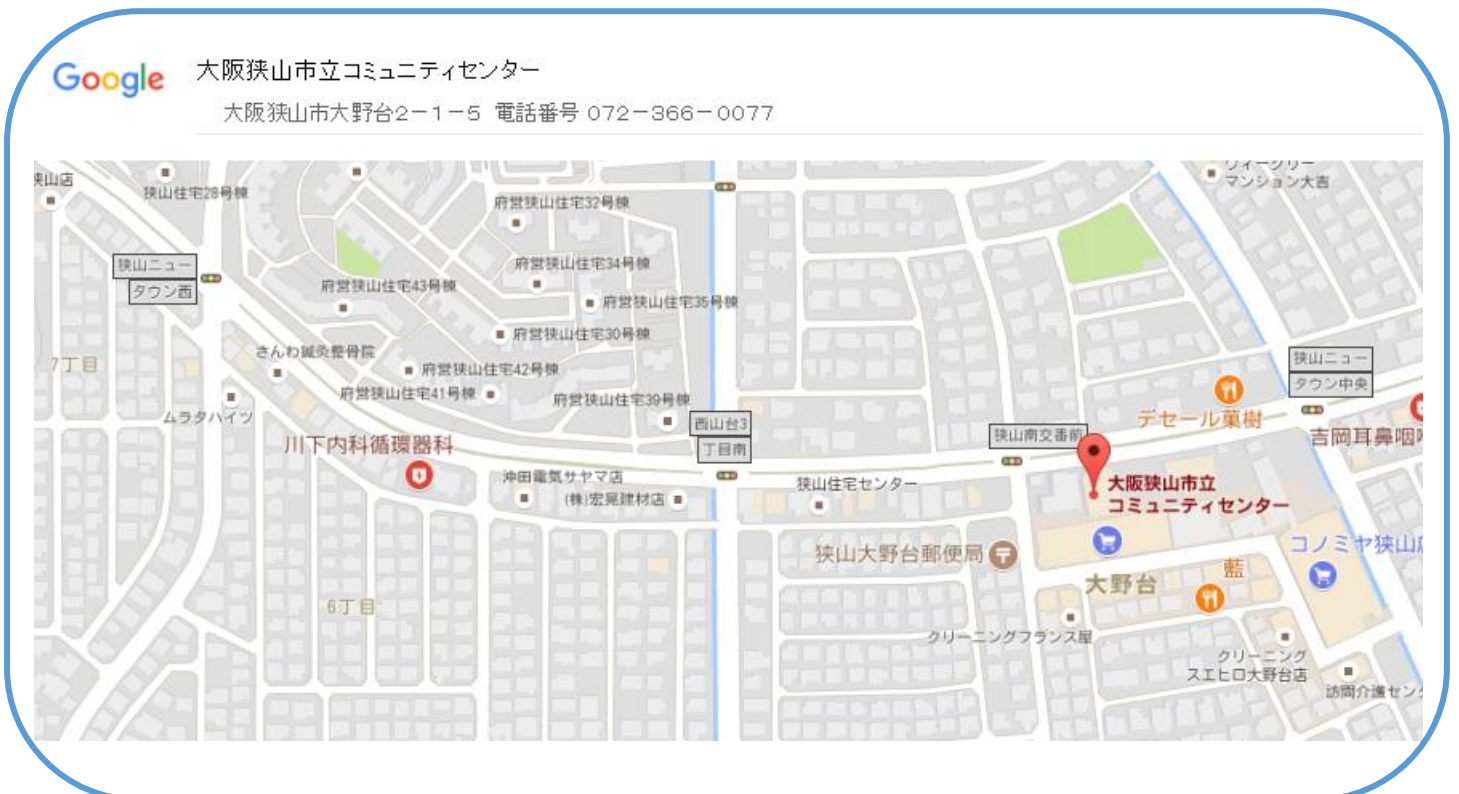 Google
大阪狭山市立コミュニティセンター
大阪狭山市大野台2－1－5 電話番号 072－366－0077
狭山店
狭山住宅28号棟
府営狭山住宅32号棟
ウィークリー
マンション大吉
狭山ニュー
タウン西
府営狭山住宅34号棟
府営狭山住宅43号棟
府営狭山住宅35号棟
府営狭山住宅30号棟
さんわ鍼灸整骨院
7丁目
府営狭山住宅42号棟
府営狭山住宅41号棟
府営狭山住宅39号棟
狭山ニュー
タウン中央
ムラタハイツ
デセール菓樹
西山台3
丁目南
狭山南交番前
吉岡耳鼻咽
川下内科循環器科
沖田電気サヤマ店
(株)宏晃建材店
狭山住宅センター
大阪狭山市立
コミュニティセンター
狭山大野台郵便局
コノミヤ狭山
藍
大野台
6丁目
クリーニングフランス屋
クリーニング
スエヒロ大野台店
訪問介護セン